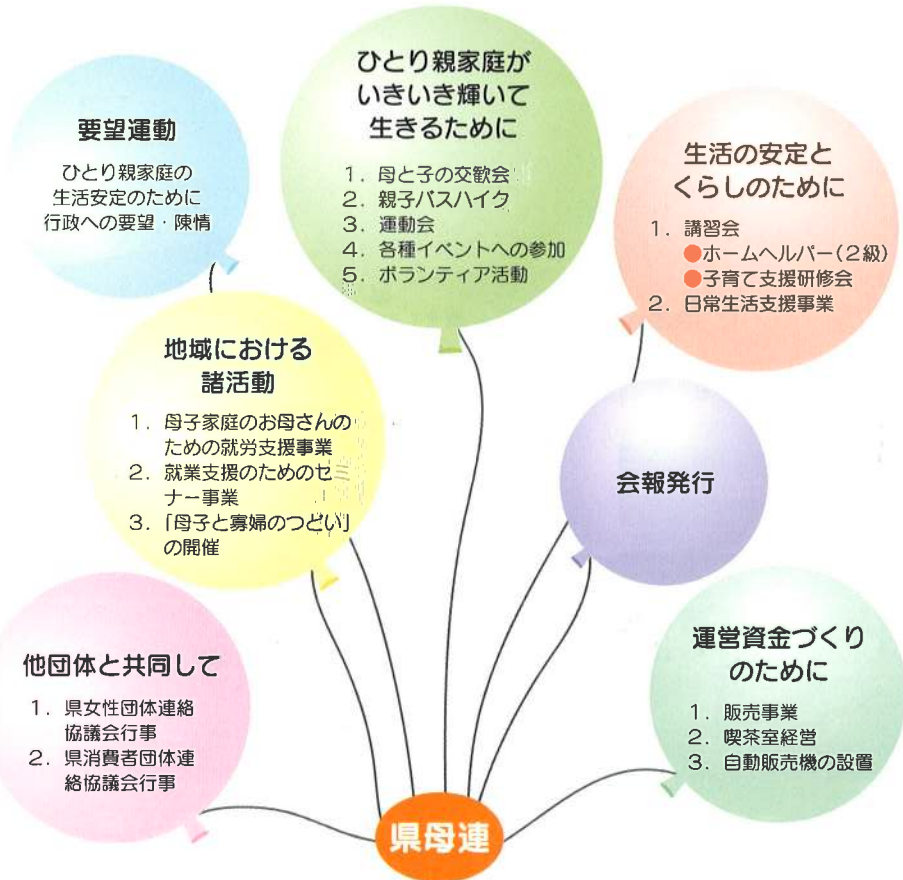 要望運動
ひとり親家庭の
生活安定のために
行政への要望・陳情
ひとり親家庭が
いきいき輝いて
生きるために
1. 母と子の交歓会
2. 親子バスハイク
3. 運動会
4. 各種イベントへの参加
5. ボランティア活動
生活の安定と
くらしのために
1. 講習会
●ホームヘルパー(2級)
●子育て支援研修会
2. 日常生活支援事業
地域における
諸活動
1. 母子家庭のお母さんの
ための就労支援事業
2. 就業支援のためのセミ
ナー事業
3. 「母子と寡婦のつどい」
の開催
会報発行
他団体と共同して
1. 県女性団体連絡
協議会行事
2. 県消費者団体連
絡協議会行事
運営資金づくり
のために
1. 販売事業
2. 喫茶室経営
3. 自動販売機の設置
県母連